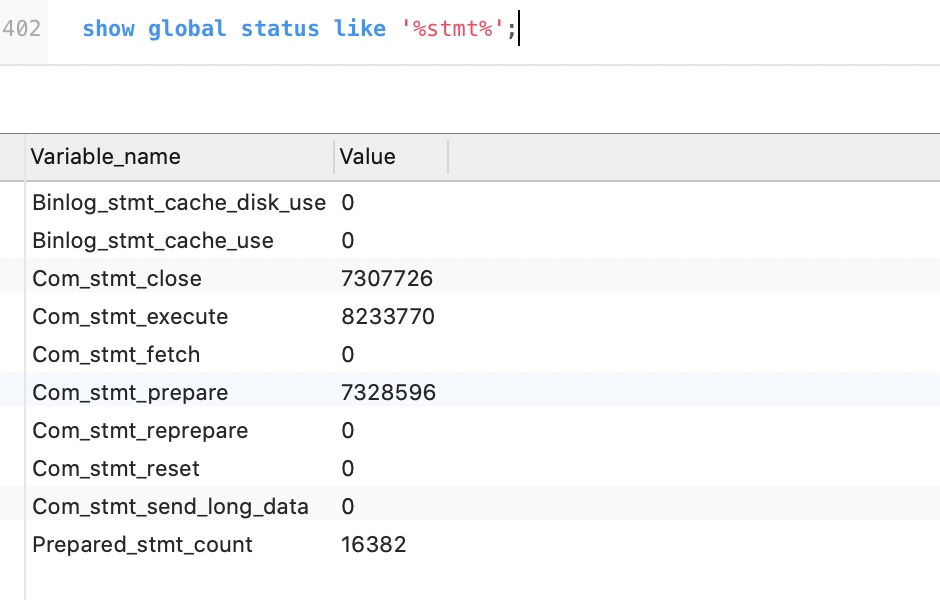 402 show global status like '%stmt%';
Variable_name Value
Binlog_stmt_cache_disk_use 0
Binlog_stmt_cache_use 0
Com_stmt_close 7307726
Com_stmt_execute 8233770
Com_stmt_fetch 0
Com_stmt_prepare 7328596
Com_stmt_reprepare 0
Com_stmt_reset 0
Com_stmt_send_long_data 0
Prepared_stmt_count 16382